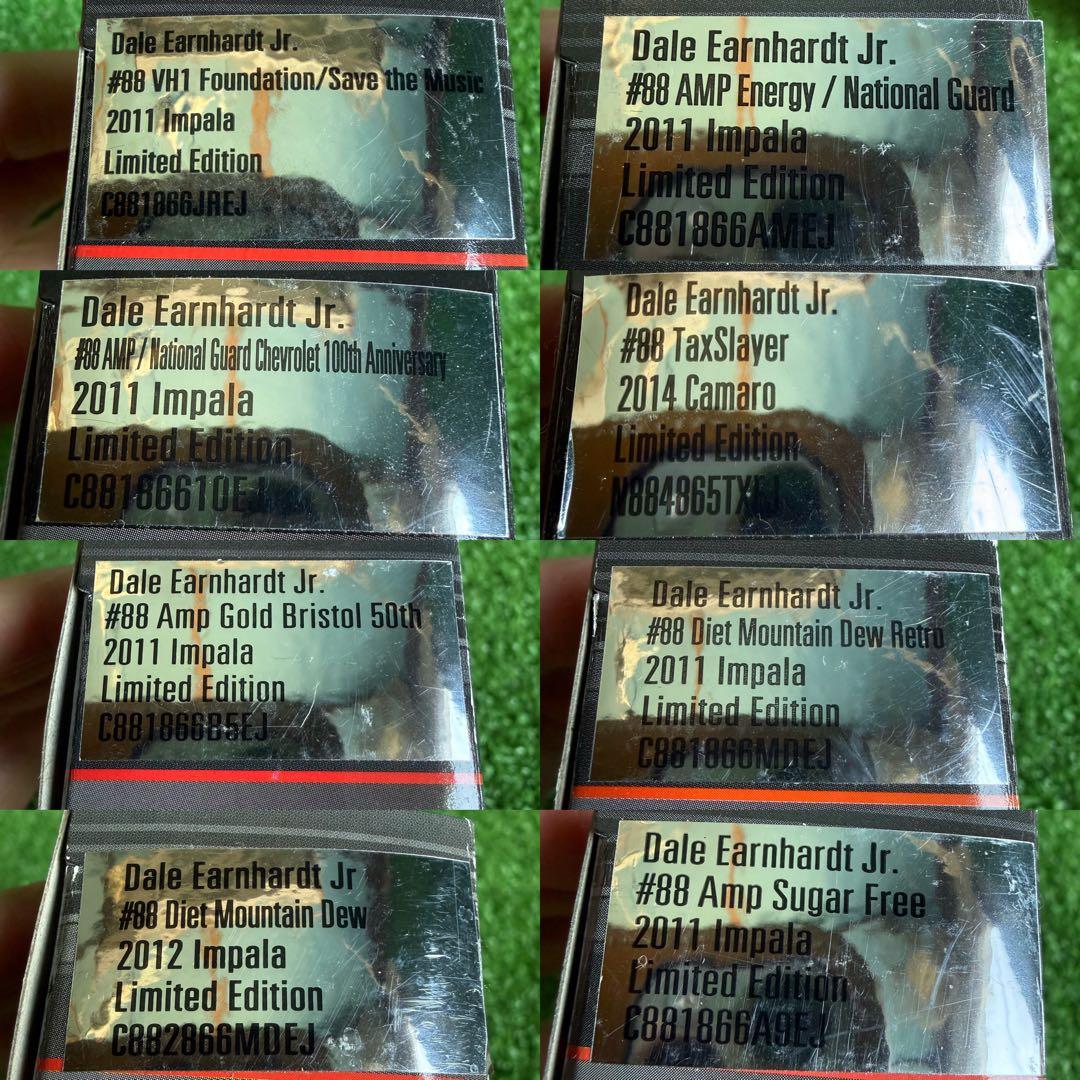 Dale Earnhardt Jr.
#88 VH1 Foundation/Save the Music
2011 Impala
Limited Edition
C881866JREJ
Dale Earnhardt Jr.
#88 AMP Energy / National Guard
2011 Impala
Limited Edition
C881866AMEJ
Dale Earnhardt Jr.
#88 AMP / National Guard Chevrolet 100th Anniversary
2011 Impala
Limited Edition
C88186610EJ
Dale Earnhardt Jr.
#88 TaxSlayer
2014 Camaro
Limited Edition
N884865TXEJ
Dale Earnhardt Jr.
#88 Amp Gold Bristol 50th
2011 Impala
Limited Edition
C881866B5EJ
Dale Earnhardt Jr.
#88 Diet Mountain Dew Retro
2011 Impala
Limited Edition
C881866MDEJ
Dale Earnhardt Jr
#88 Diet Mountain Dew
2012 Impala
Limited Edition
C882866MDEJ
Dale Earnhardt Jr.
#88 Amp Sugar Free
2011 Impala
Limited Edition
C881866A9EJ